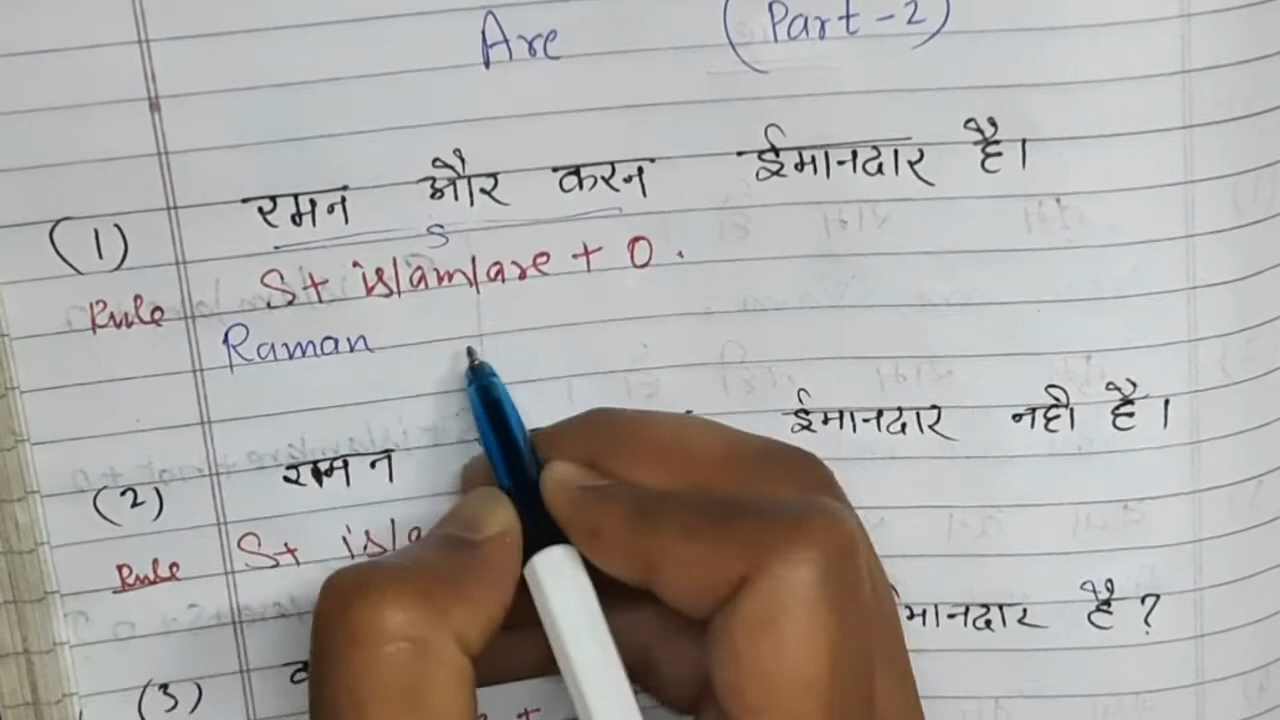 Are (Part-2)
(1) रमन और करन ईमानदार है।
S
Rule S+ is/am/are + O.
Raman
(2) रामन ईमानदार नही है।
Rule S+ is/a
(3) मानदार है?
+